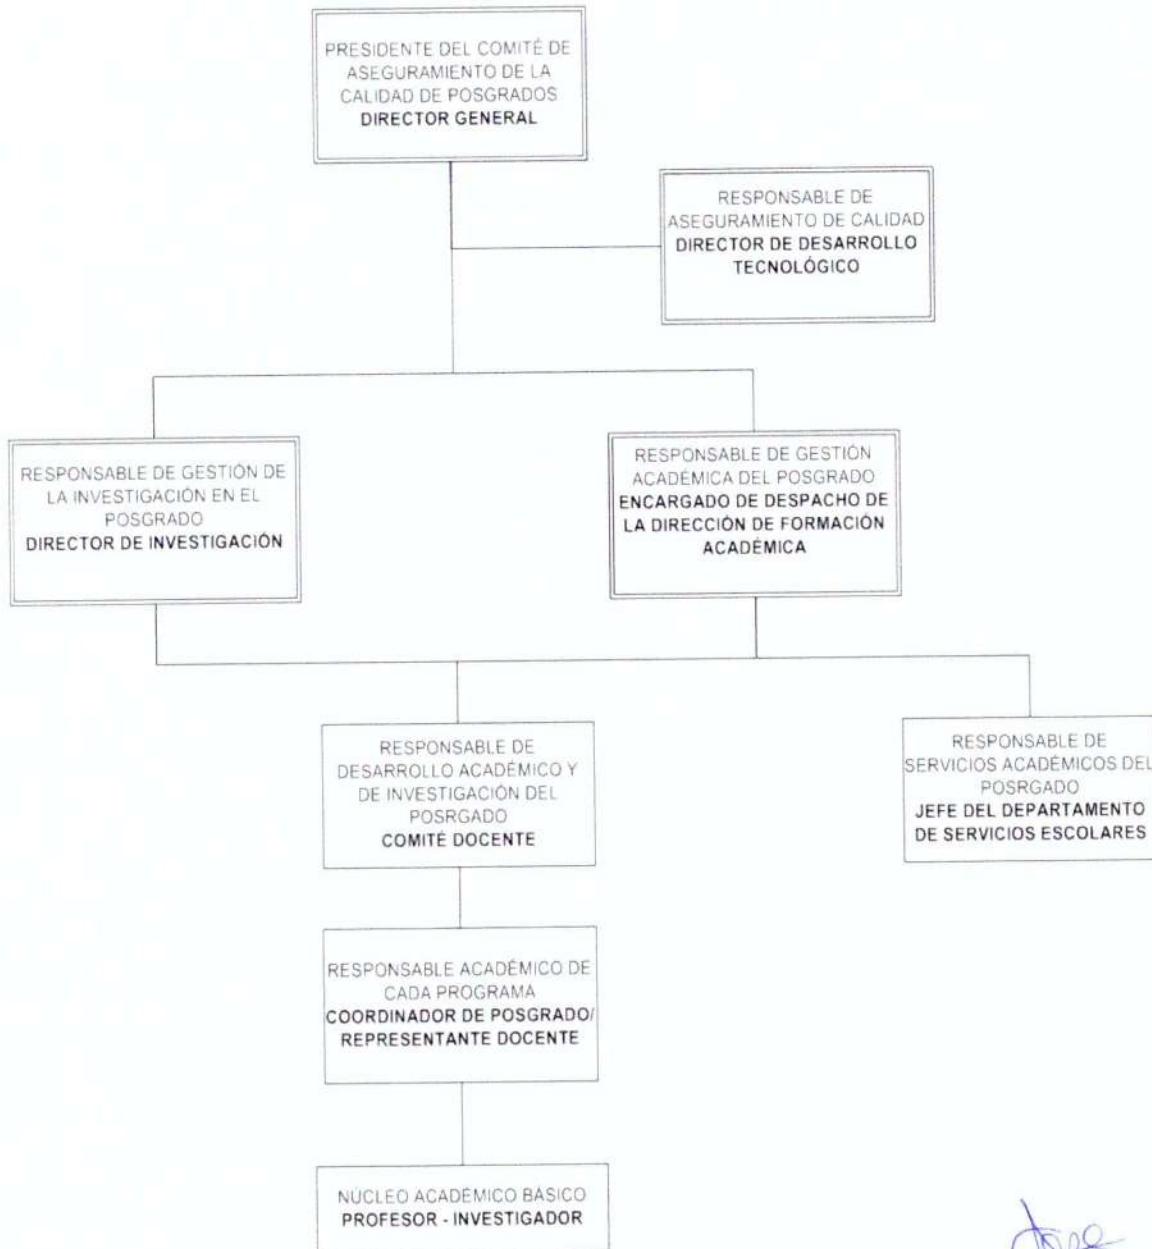 PRESIDENTE DEL COMITÉ DE
ASEGURAMIENTO DE LA
CALIDAD DE POSGRADOS
DIRECTOR GENERAL
RESPONSABLE DE
ASEGURAMIENTO DE CALIDAD
DIRECTOR DE DESARROLLO
TECNOLÓGICO
RESPONSABLE DE GESTIÓN DE
LA INVESTIGACIÓN EN EL
POSGRADO
DIRECTOR DE INVESTIGACIÓN
RESPONSABLE DE GESTIÓN
ACADÉMICA DEL POSGRADO
ENCARGADO DE DESPACHO DE
LA DIRECCIÓN DE FORMACIÓN
ACADÉMICA
RESPONSABLE DE
DESARROLLO ACADÉMICO Y
DE INVESTIGACIÓN DEL
POSRGADO
COMITÉ DOCENTE
RESPONSABLE DE
SERVICIOS ACADÉMICOS DEL
POSRGADO
JEFE DEL DEPARTAMENTO
DE SERVICIOS ESCOLARES
RESPONSABLE ACADÉMICO DE
CADA PROGRAMA
COORDINADOR DE POSGRADO/
REPRESENTANTE DOCENTE
NÚCLEO ACADÉMICO BÁSICO
PROFESOR - INVESTIGADOR